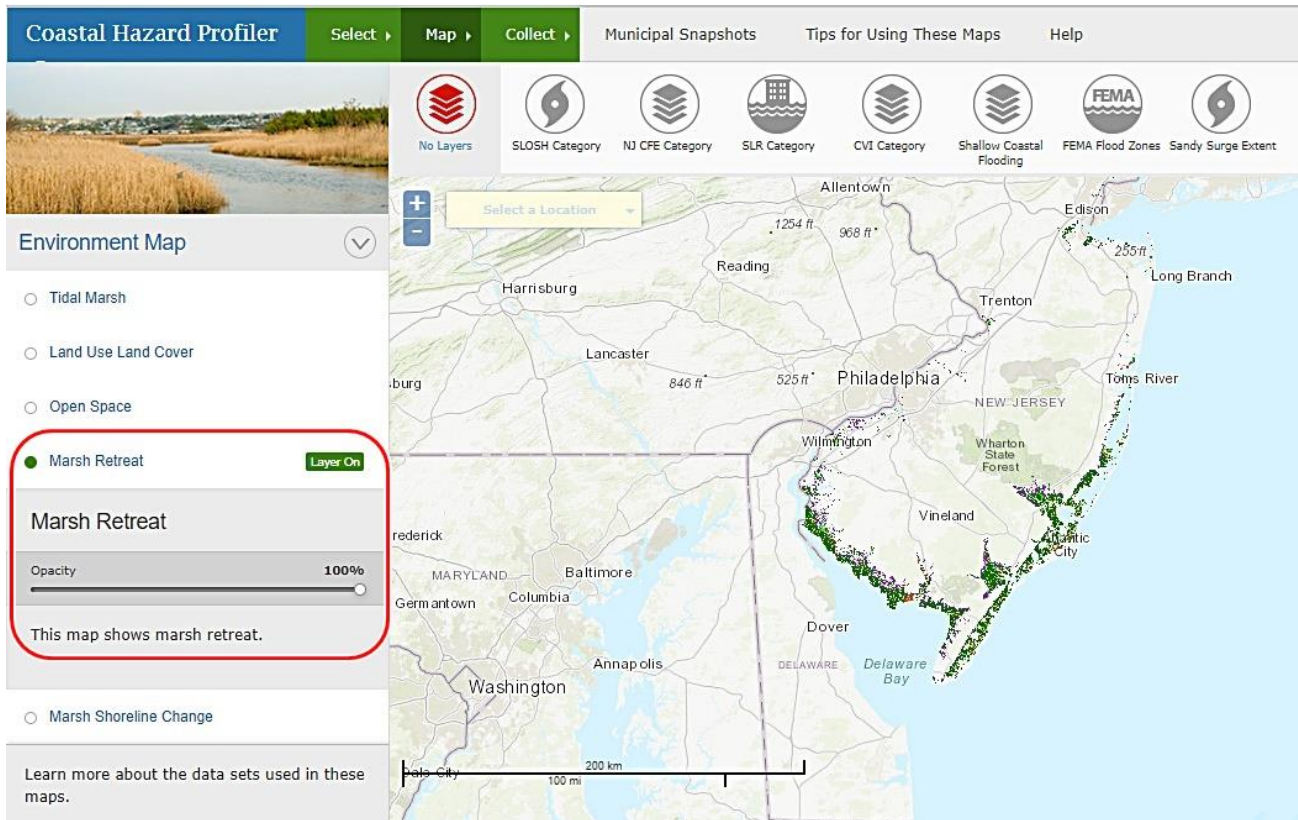 Coastal Hazard Profiler
Select
Map
Collect
Municipal Snapshots
Tips for Using These Maps
Help
No Layers
SLOSH Category
NJ CFE Category
SLR Category
CVI Category
Shallow Coastal
Flooding
FEMA
FEMA Flood Zones
Sandy Surge Extent
+
-
Select a Location
Environment Map
Tidal Marsh
Land Use Land Cover
Open Space
Marsh Retreat
Layer On
Marsh Retreat
Opacity
100%
This map shows marsh retreat.
Marsh Shoreline Change
Learn more about the data sets used in these
maps.
Allentown
Edison
1254 ft
968 ft
255 ft
Reading
Long Branch
Harrisburg
Trenton
Lancaster
burg
846 ft
525 ft
Philadelphia
Toms River
NEW JERSEY
Wilmington
Wharton
State
Forest
Vineland
rederick
Atlantic
City
MARYLAND
Baltimore
Columbia
Germantown
Dover
Annapolis
DELAWARE
Delaware
Bay
Washington
200 km
Dale City
100 mi